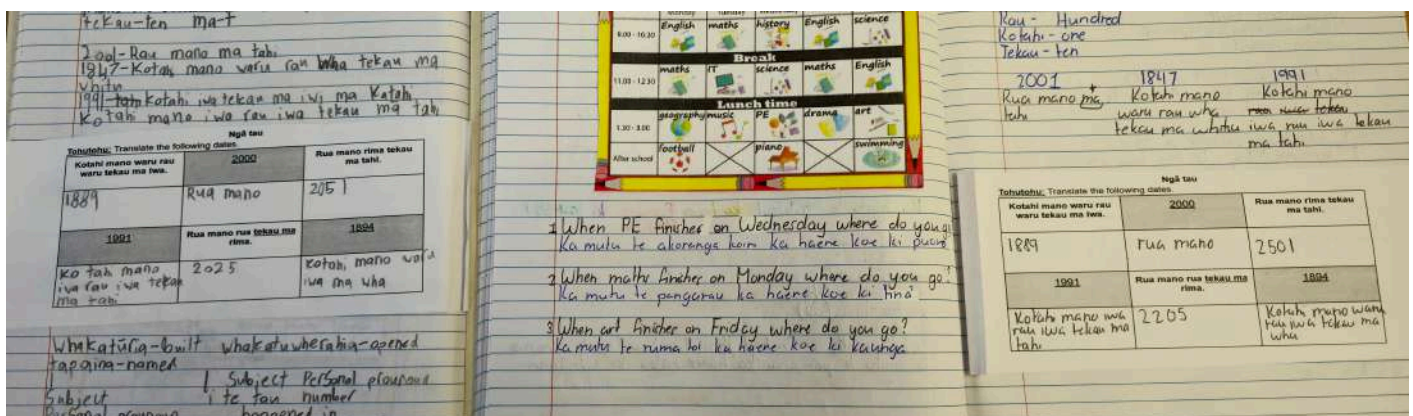 tekau-ten ma-t
2001-Rau mano ma tahi
1847-Kotahi mano waru rau wha tekau ma
whitu
1991-Kotahi iwa tekau ma iwi ma Katahi
Kotahi mano iwa rau iwa tekau ma tahi
Ngā tau
Tohutohu: Translate the following dates.
Kotahi mano waru rau waru tekau ma iwa. 2000 Rua mano rima tekau ma tahi.
1889 Rua mano 2051
1991 Rua mano rua tekau ma rima. 1894
Ko tahi mano iwa rau iwa tekau ma tahi 2025 Kotahi mano waru iwa ma wha
Whakatūria-built whakatuwherahia-opened
tapaina-named
Subject Personal pronoun
Subject i te tau number
Personal pronoun happened in
English maths history English science
9.00 - 10.30
Break
11.00 - 12.30 maths IT science maths English
Lunch time
1.30 - 3.00 geography music PE drama art
After school football piano swimming
1 When PE finishes on Wednesday where do you go
Ka mutu te akoranga koiri ka haere koe ki puoro
2 When maths finishes on Monday where do you go?
Ka mutu te pangarau ka haere koe ki tina
3 When art finishes on Friday where do you go?
Ka mutu te ruma toi ka haere koe ki kauhoe
Rau - Hundred
Kotahi - one
Tekau - ten
2001 1847 1991
Rua mano ma tahi
Kotahi mano waru rau wha tekau ma whitu
Kotahi mano iwa rau iwa tekau ma tahi
Ngā tau
Tohutohu: Translate the following dates.
Kotahi mano waru rau waru tekau ma iwa. 2000 Rua mano rima tekau ma tahi.
1889 rua mano 2501
1991 Rua mano rua tekau ma rima. 1894
Kotahi mano iwa rau iwa tekau ma tahi 2205 Kotahi mano waru rau iwa tekau ma wha